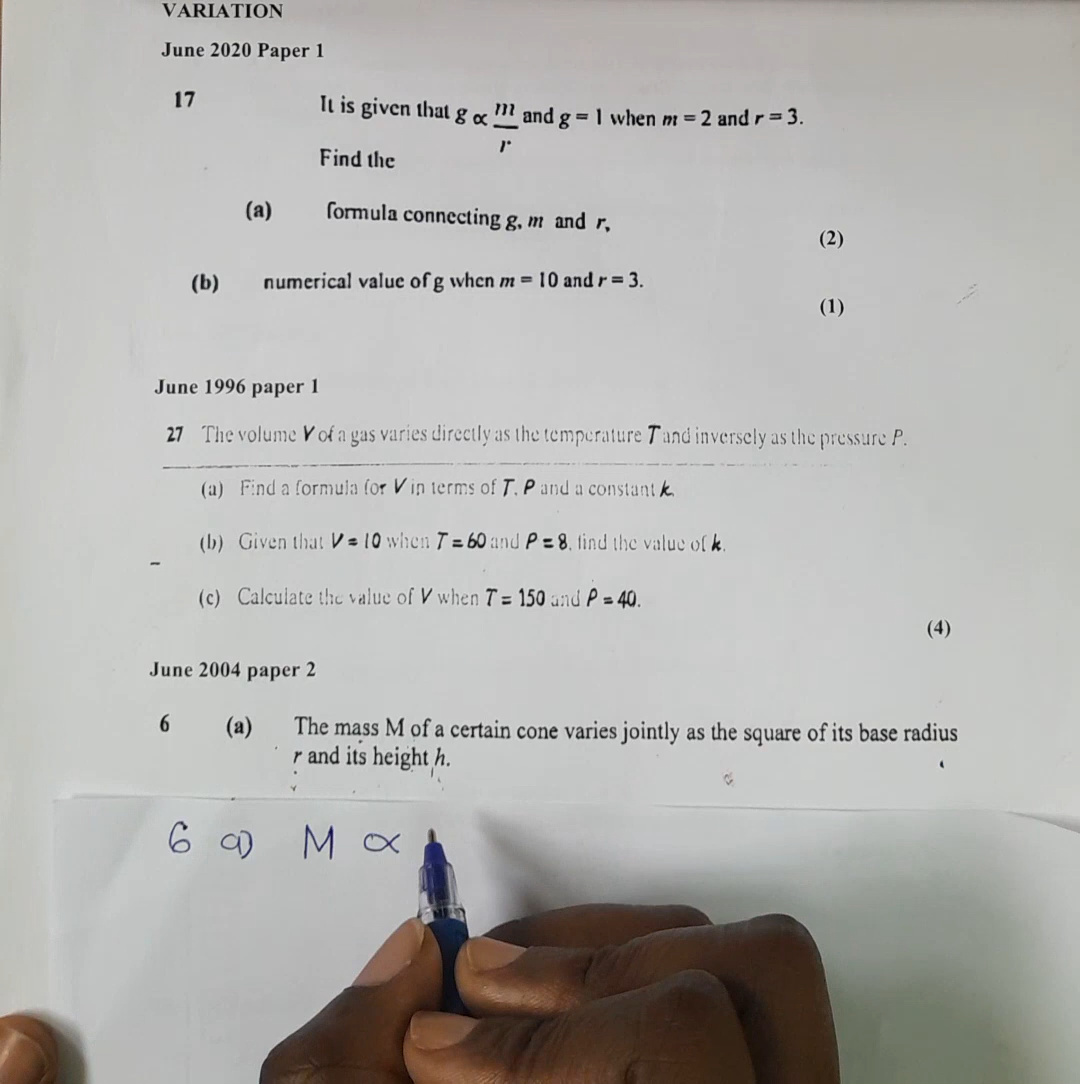 VARIATION
June 2020 Paper 1
17 It is given that g ∝ m/r and g = 1 when m = 2 and r = 3.
Find the
(a) formula connecting g, m and r,
(2)
(b) numerical value of g when m = 10 and r = 3.
(1)
June 1996 paper 1
27 The volume V of a gas varies directly as the temperature T and inversely as the pressure P.
(a) Find a formula for V in terms of T, P and a constant k.
(b) Given that V = 10 when T = 60 and P = 8, find the value of k.
(c) Calculate the value of V when T = 150 and P = 40.
(4)
June 2004 paper 2
6 (a) The mass M of a certain cone varies jointly as the square of its base radius
r and its height h.
6 a) M ∝